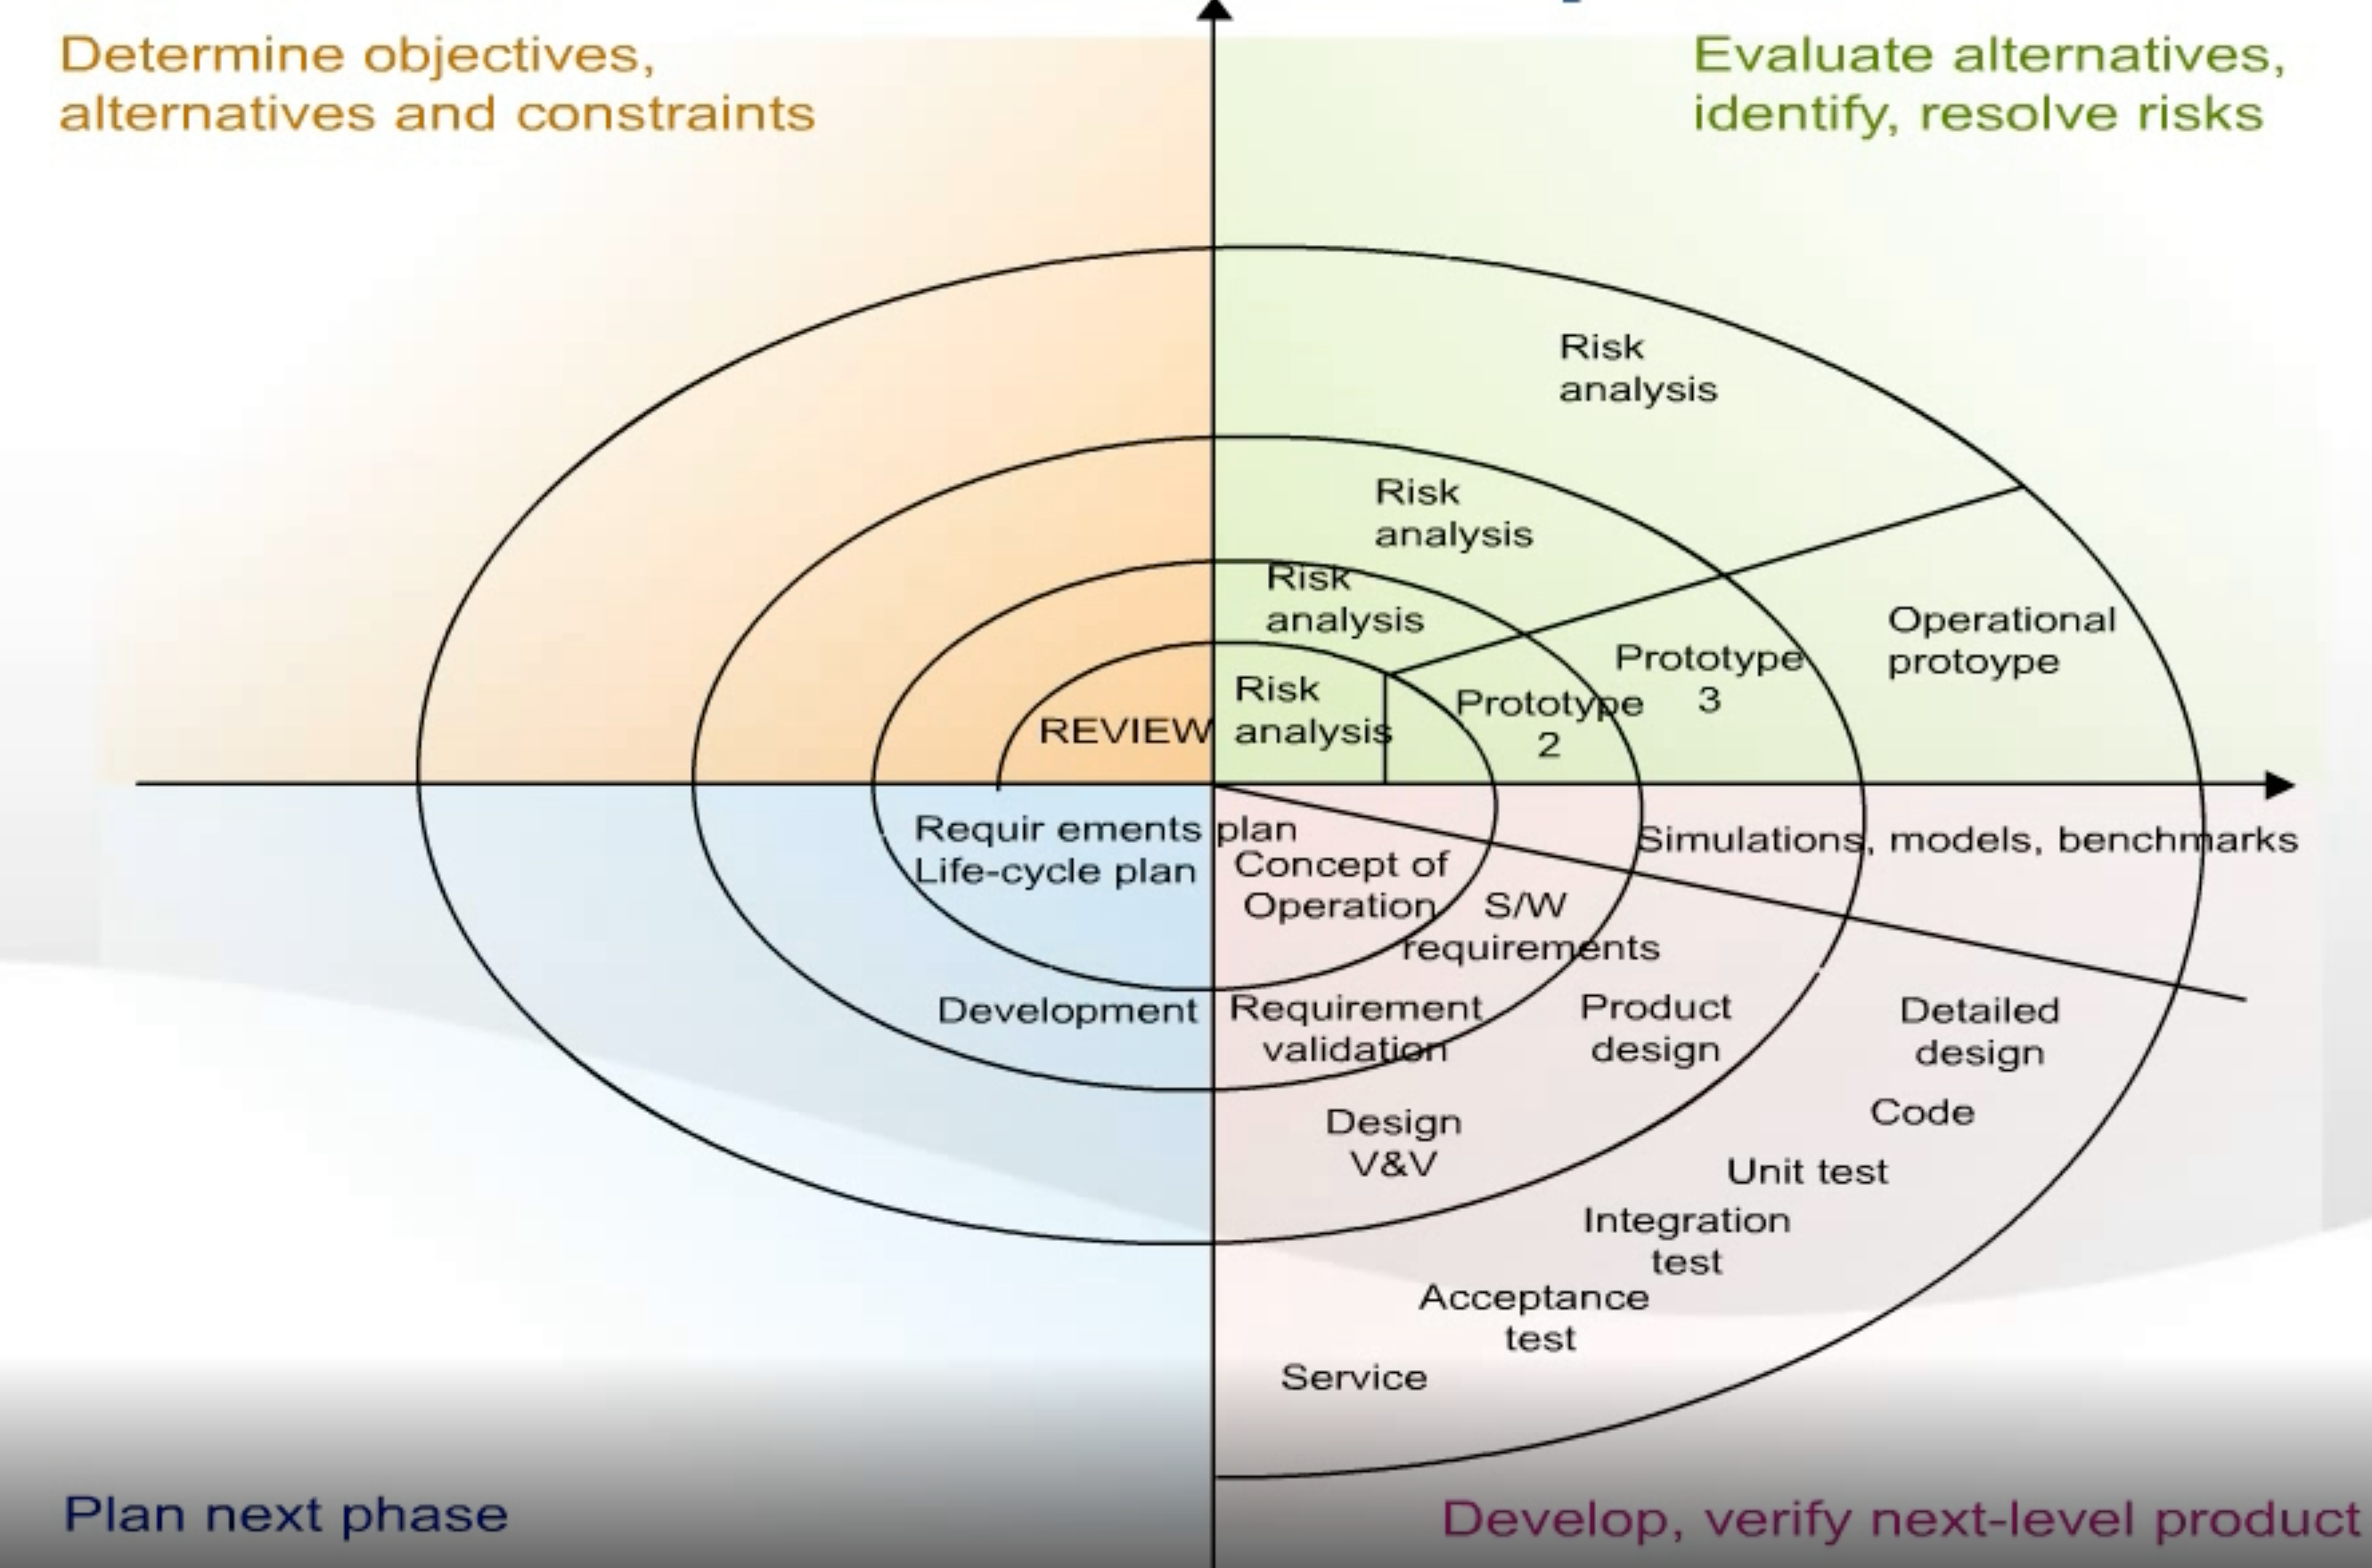 Determine objectives,
alternatives and constraints
Evaluate alternatives,
identify, resolve risks
Risk
analysis
Risk
analysis
Risk
analysis
Operational
protoype
Prototype
3
Prototype
2
Risk
analysis
REVIEW
Requir ements plan
Life-cycle plan
Simulations, models, benchmarks
Concept of
Operation
S/W
requirements
Development
Requirement
validation
Product
design
Detailed
design
Code
Design
V&V
Unit test
Integration
test
Acceptance
test
Service
Plan next phase
Develop, verify next-level product